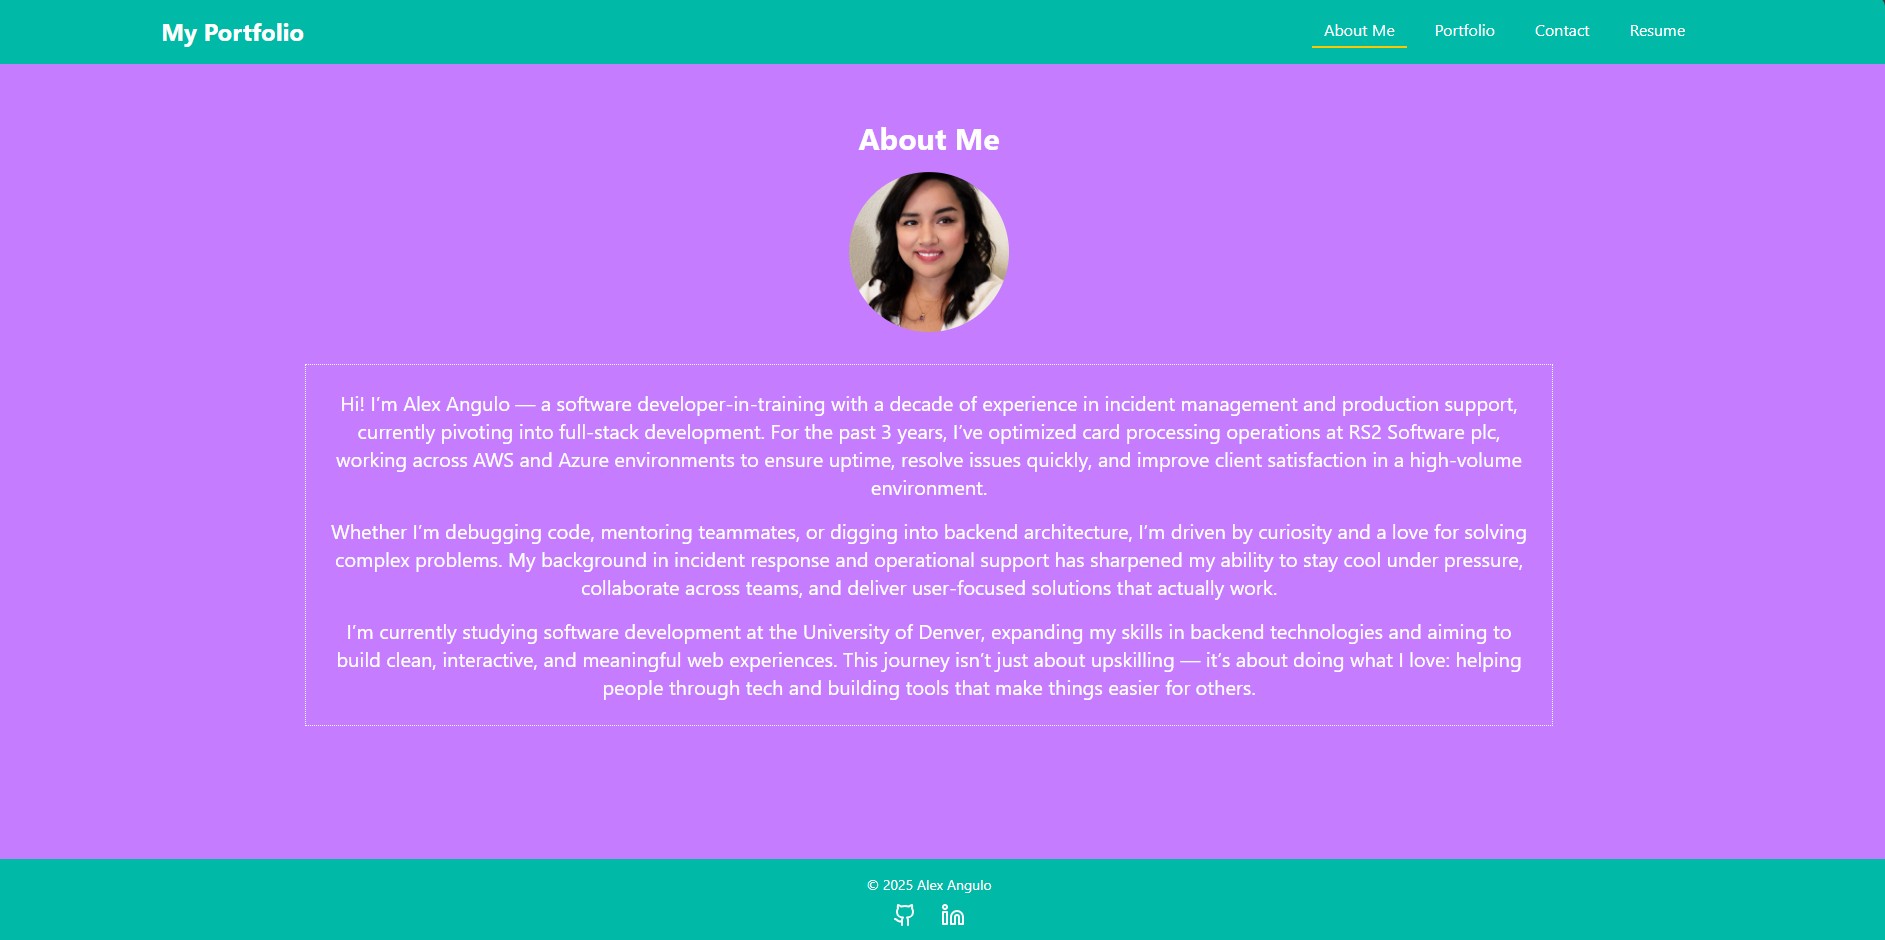 My Portfolio
About Me
Portfolio
Contact
Resume
About Me
Hi! I’m Alex Angulo — a software developer-in-training with a decade of experience in incident management and production support,
currently pivoting into full-stack development. For the past 3 years, I’ve optimized card processing operations at RS2 Software plc,
working across AWS and Azure environments to ensure uptime, resolve issues quickly, and improve client satisfaction in a high-volume
environment.
Whether I’m debugging code, mentoring teammates, or digging into backend architecture, I’m driven by curiosity and a love for solving
complex problems. My background in incident response and operational support has sharpened my ability to stay cool under pressure,
collaborate across teams, and deliver user-focused solutions that actually work.
I’m currently studying software development at the University of Denver, expanding my skills in backend technologies and aiming to
build clean, interactive, and meaningful web experiences. This journey isn’t just about upskilling — it’s about doing what I love: helping
people through tech and building tools that make things easier for others.
© 2025 Alex Angulo
in